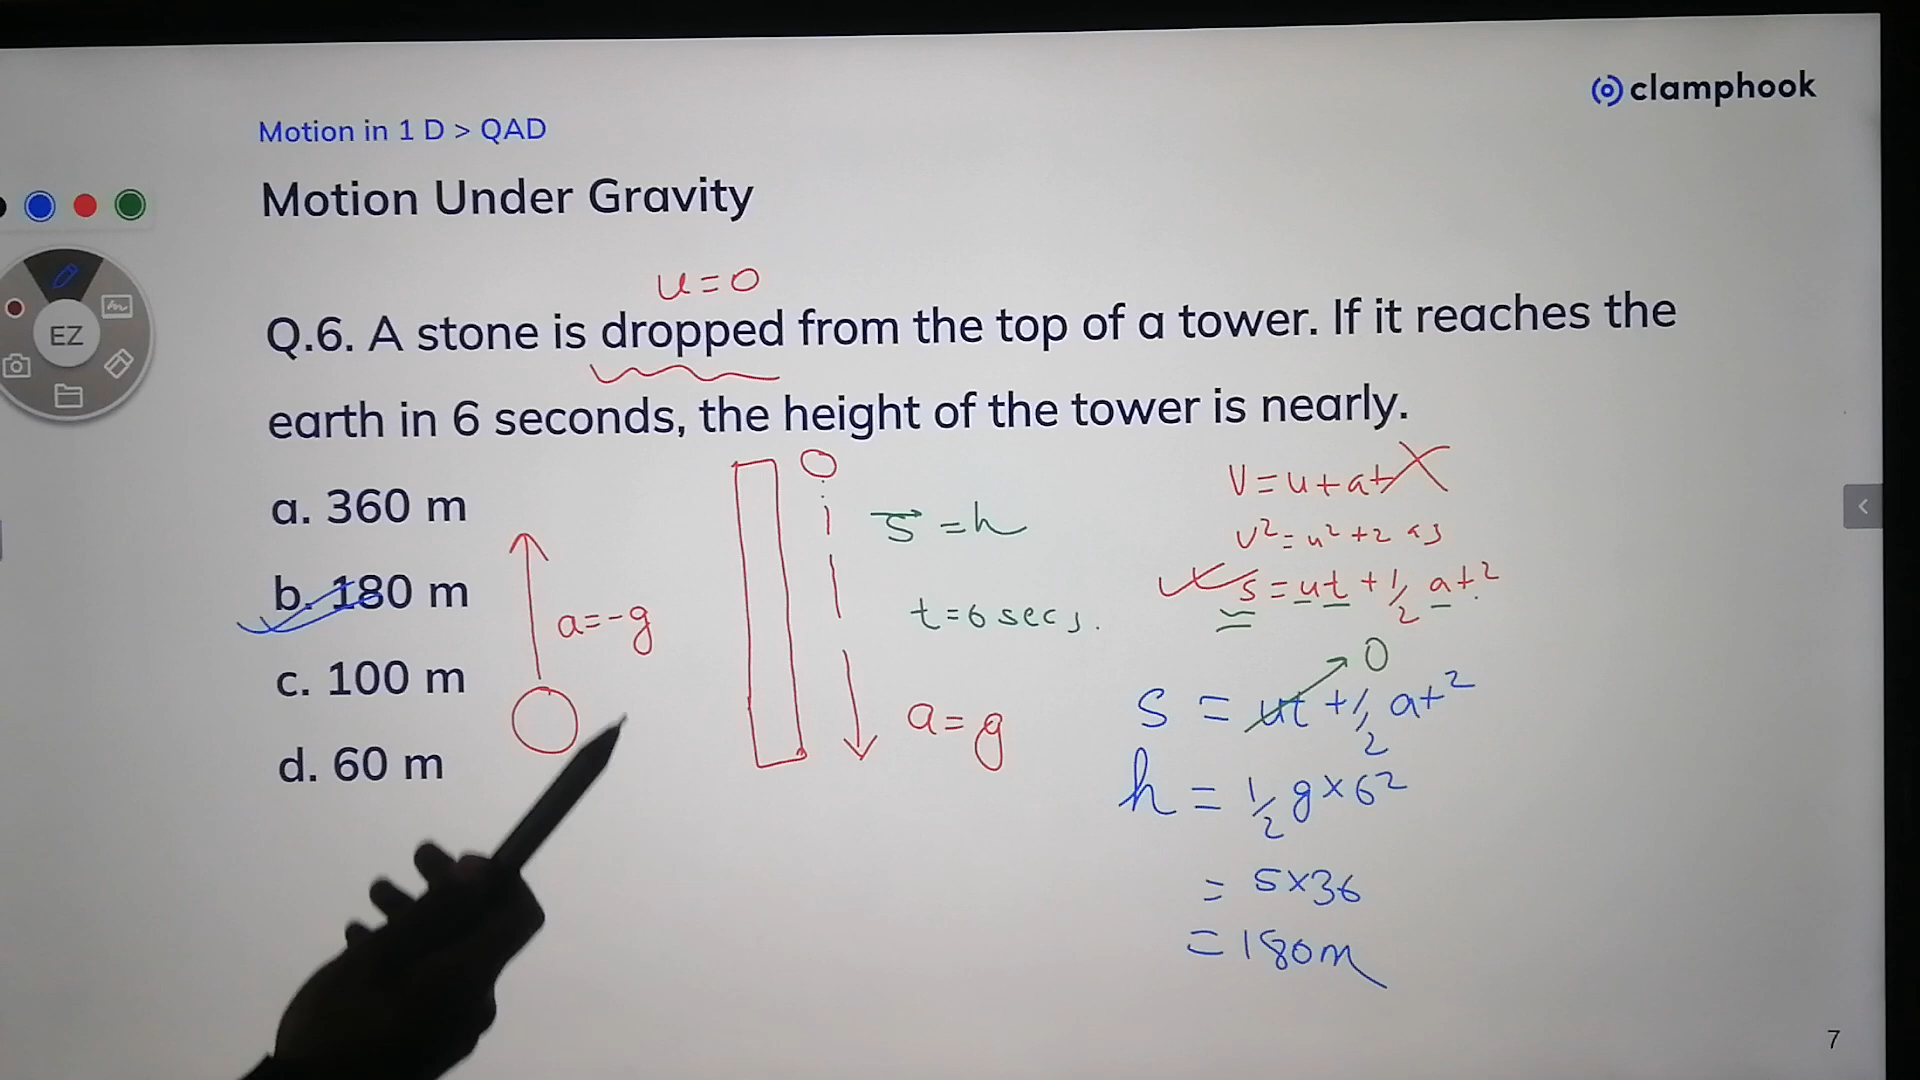 clamphook
Motion in 1 D > QAD
Motion Under Gravity
EZ
u=0
Q.6. A stone is dropped from the top of a tower. If it reaches the
earth in 6 seconds, the height of the tower is nearly.
a. 360 m
b. 180 m
c. 100 m
d. 60 m
a=-g
s = h
t=6 secs.
a=g
V=u+at
v²=u²+2as
s=ut+1/2 at²
0
s = ut+1/2 at²
h = 1/2 g×6²
= 5×36
= 180m
7